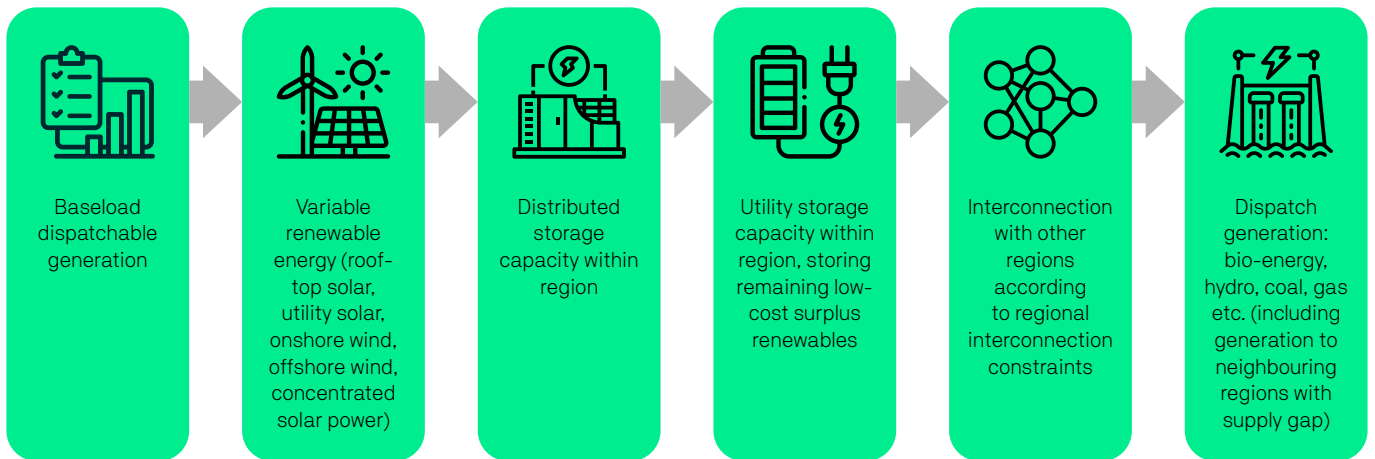 Baseload
dispatchable
generation
Variable
renewable
energy (roof-
top solar,
utility solar,
onshore wind,
offshore wind,
concentrated
solar power)
Distributed
storage
capacity within
region
Utility storage
capacity within
region, storing
remaining low-
cost surplus
renewables
Interconnection
with other
regions
according
to regional
interconnection
constraints
Dispatch
generation:
bio-energy,
hydro, coal, gas
etc. (including
generation to
neighbouring
regions with
supply gap)